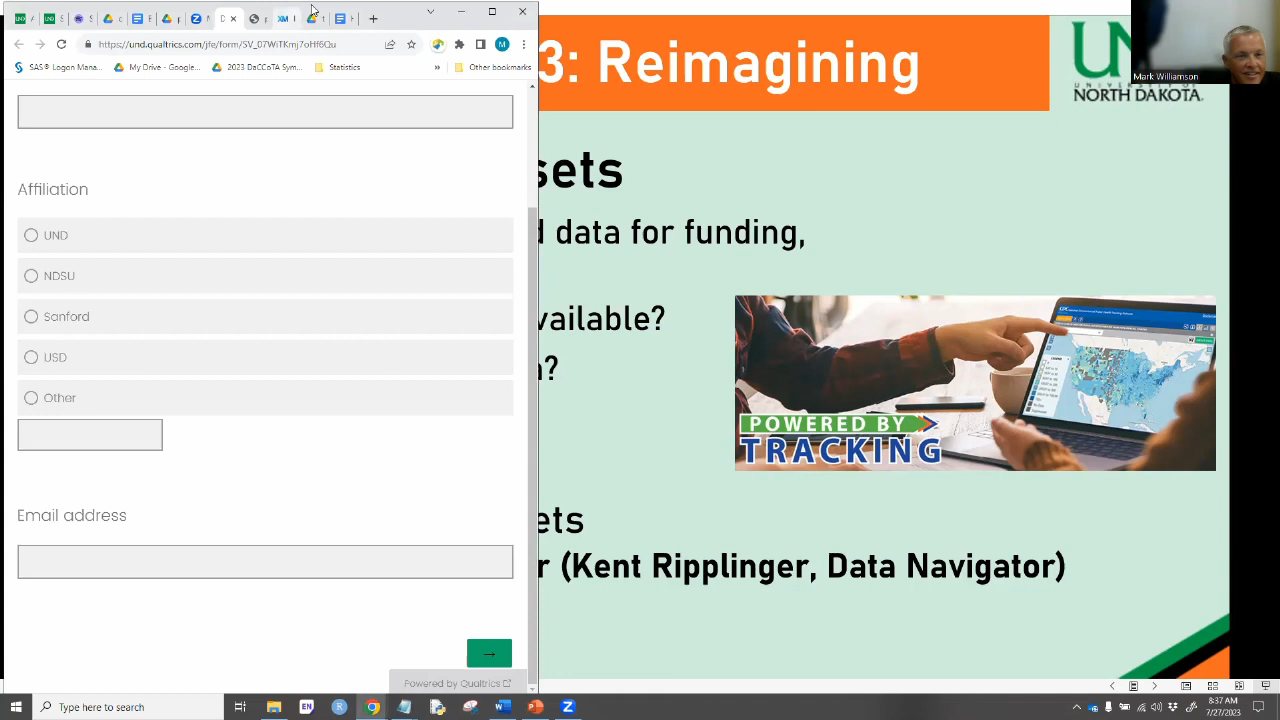 https://und.qualtrics.com/jfe/form/SV_07WiTKnj7oHf6Qu
SAS® Logon Mana...
My Drive - Google...
2023 DaCCOTA Sym...
Statistics
»
Other bookmarks
Affiliation
UND
NDSU
Sanford
USD
Other
Email address
→
Powered by Qualtrics
3: Reimagining
UNIVERSITY OF
NORTH DAKOTA.
Mark Williamson
sets
d data for funding,
vailable?
?
POWERED BY
TRACKING
ets
r (Kent Ripplinger, Data Navigator)
Type here to search
8:37 AM
7/27/2023